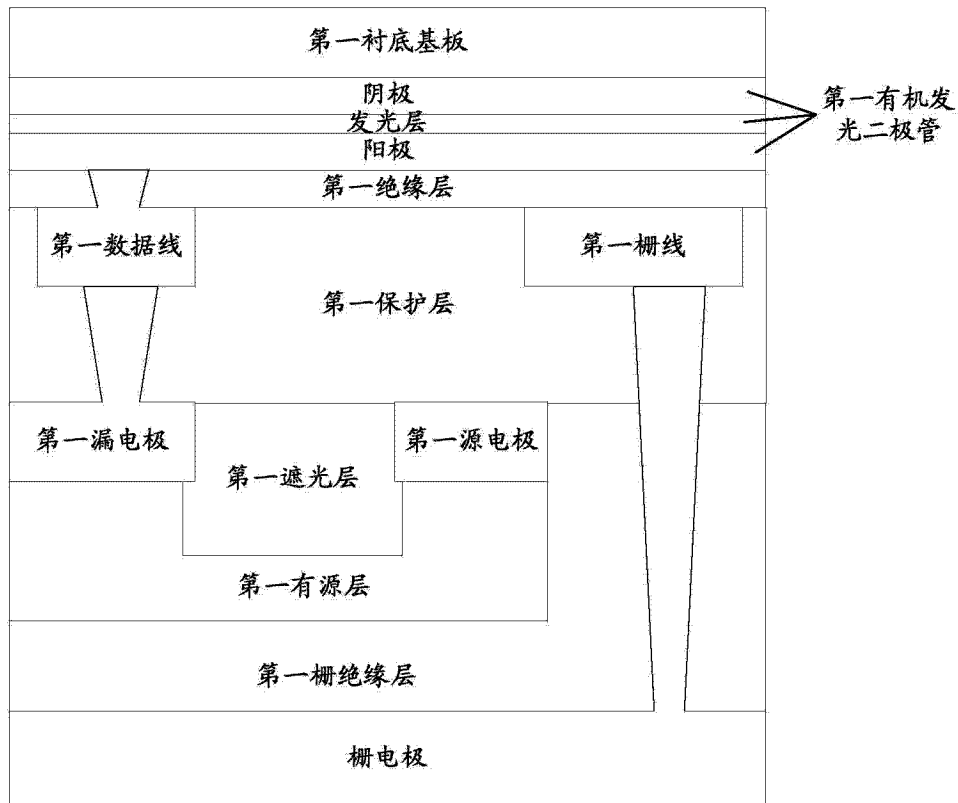 第一衬底基板
阴极
发光层
阳极
第一有机发
光二极管
第一绝缘层
第一数据线
第一栅线
第一保护层
第一漏电极
第一源电极
第一遮光层
第一有源层
第一栅绝缘层
栅电极